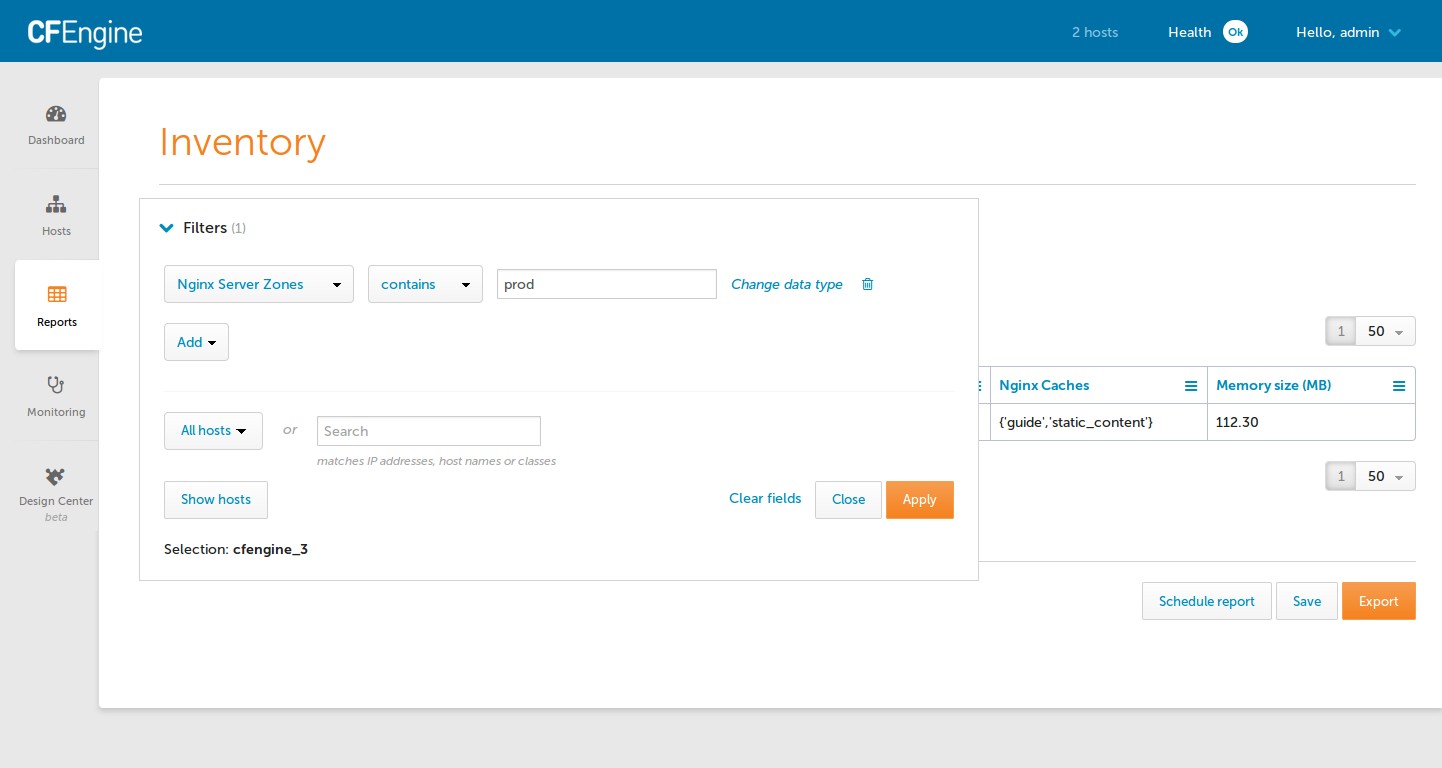 CFEngine
2 hosts
Health Ok
Hello, admin
Dashboard
Hosts
Reports
Monitoring
Design Center
beta
Inventory
Filters (1)
Nginx Server Zones
contains
prod
Change data type
Add
All hosts
or
Search
matches IP addresses, host names or classes
Show hosts
Clear fields
Close
Apply
Selection: cfengine_3
1 50
Nginx Caches
Memory size (MB)
{'guide','static_content'}
112.30
1 50
Schedule report
Save
Export